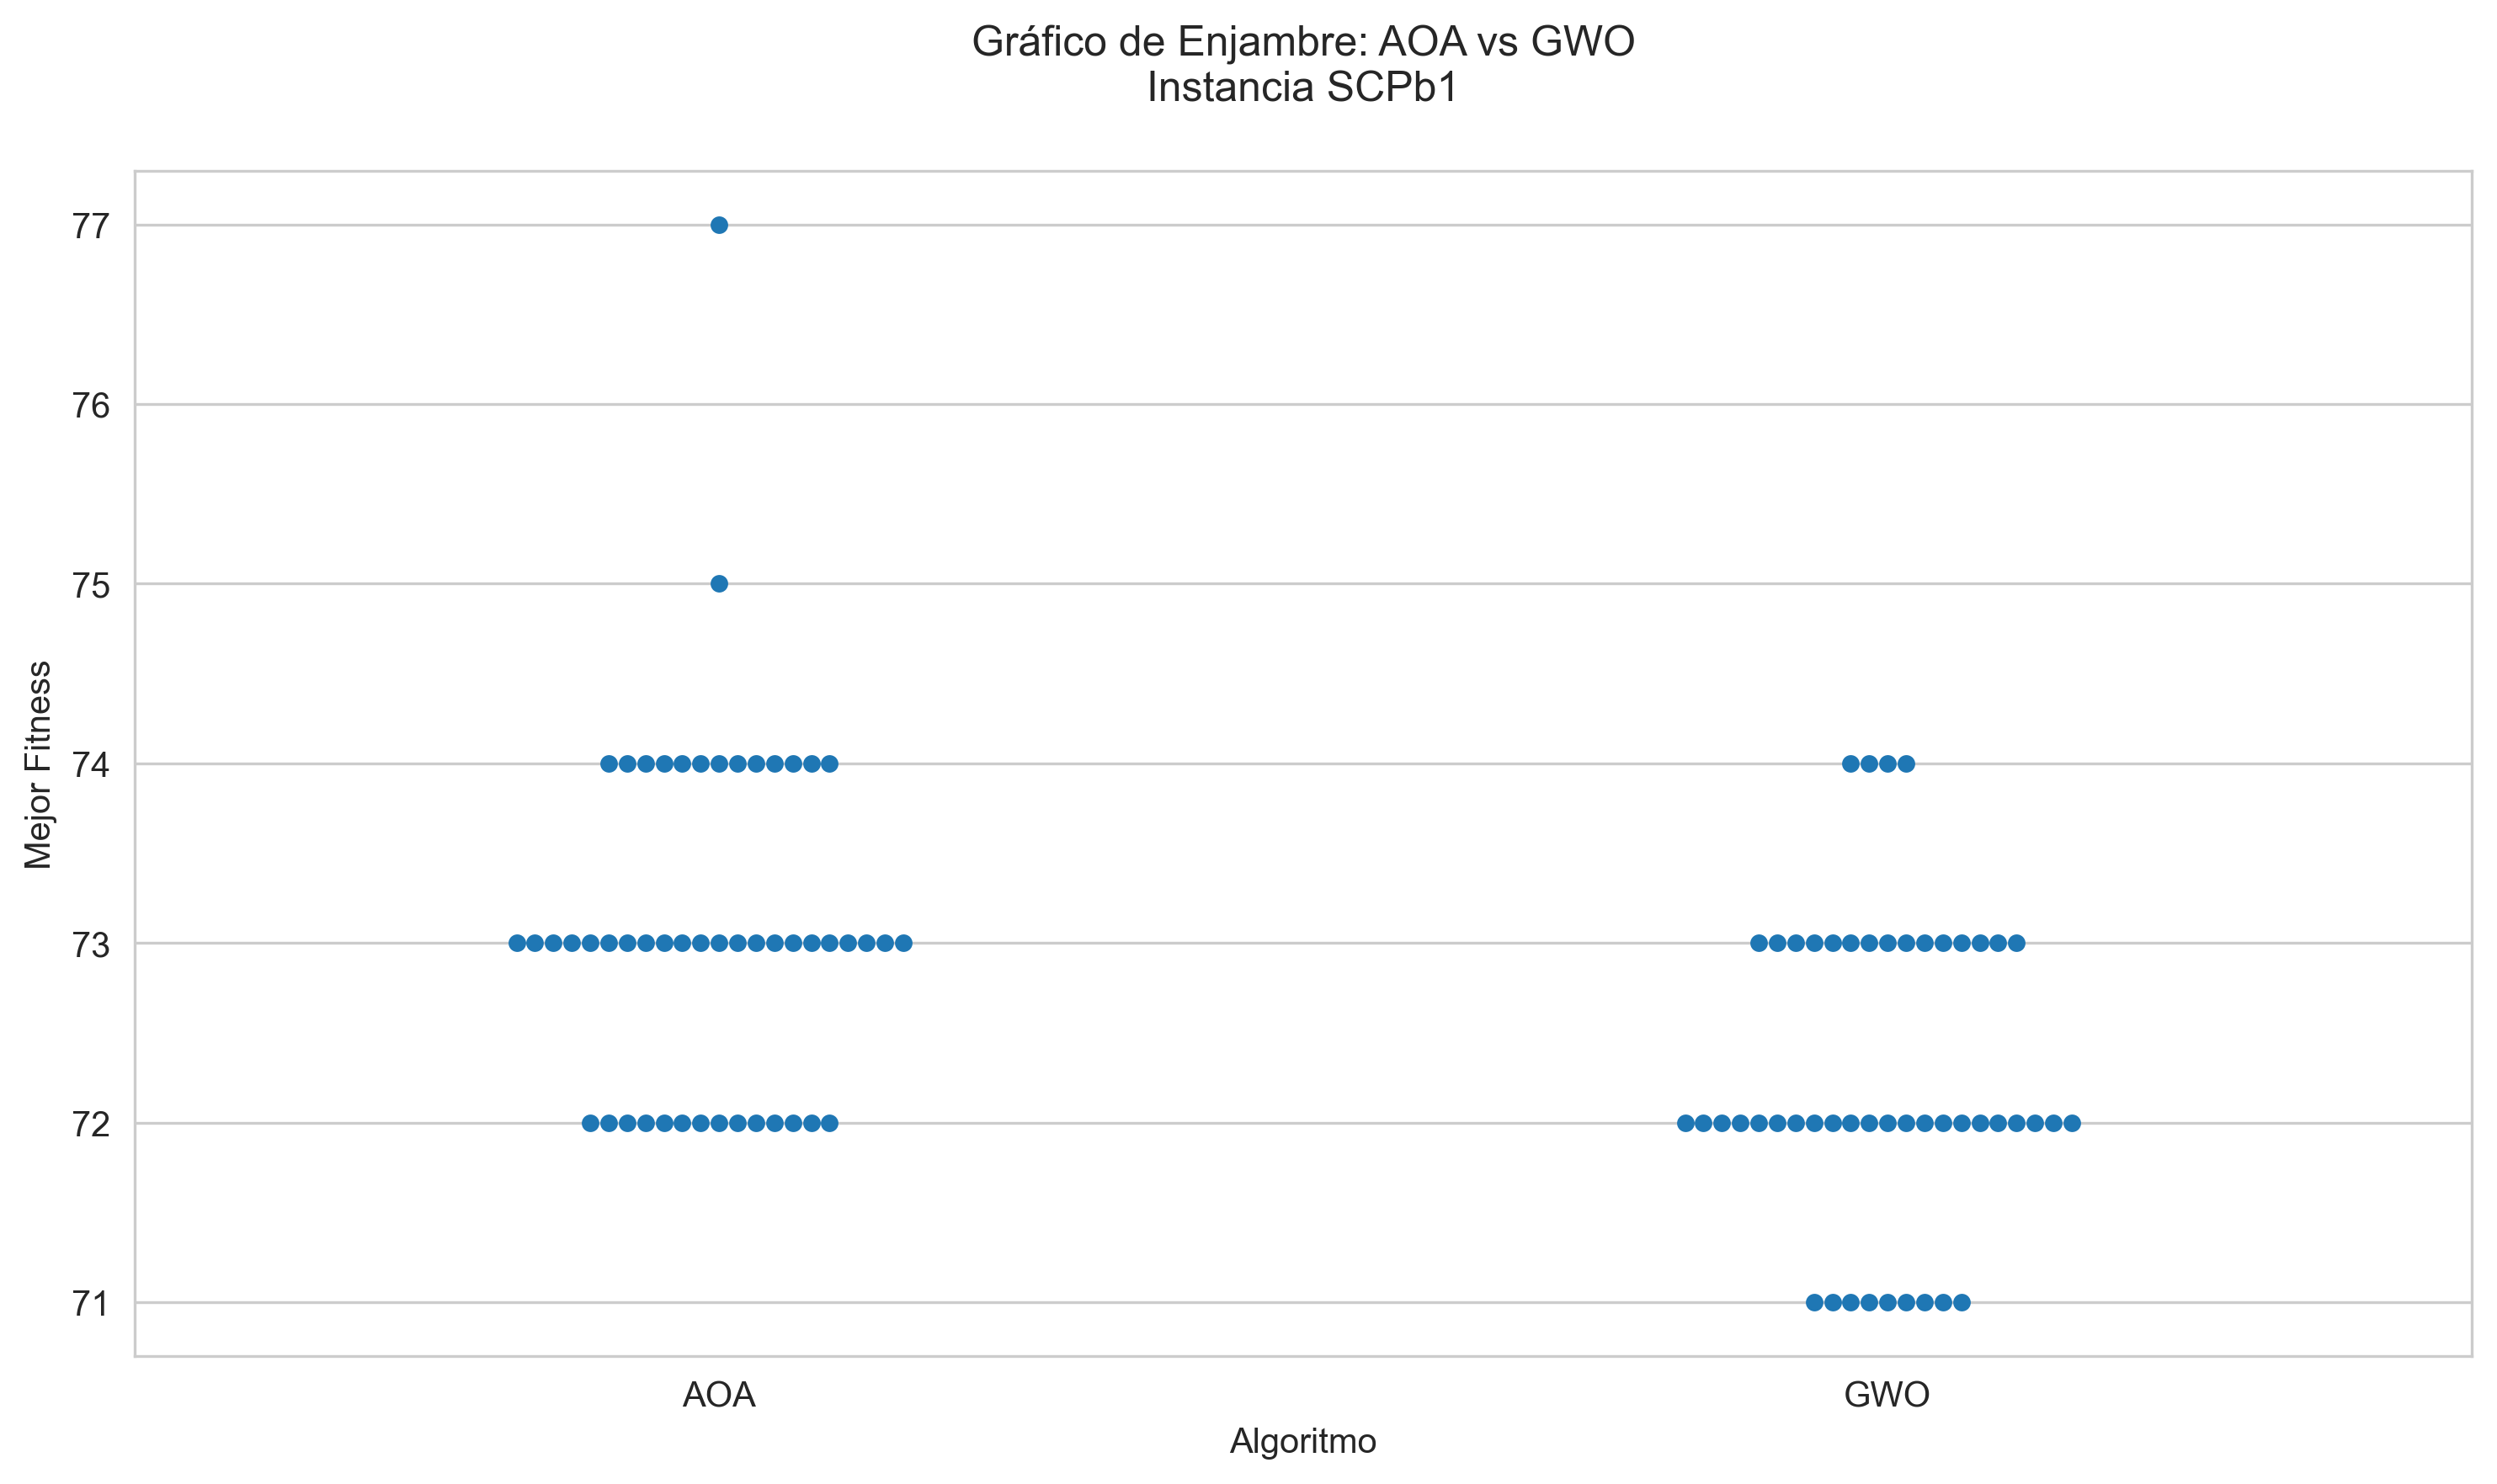 Gráfico de Enjambre: AOA vs GWO
Instancia SCPb1
77
76
75
74
73
72
71
Mejor Fitness
AOA
GWO
Algoritmo